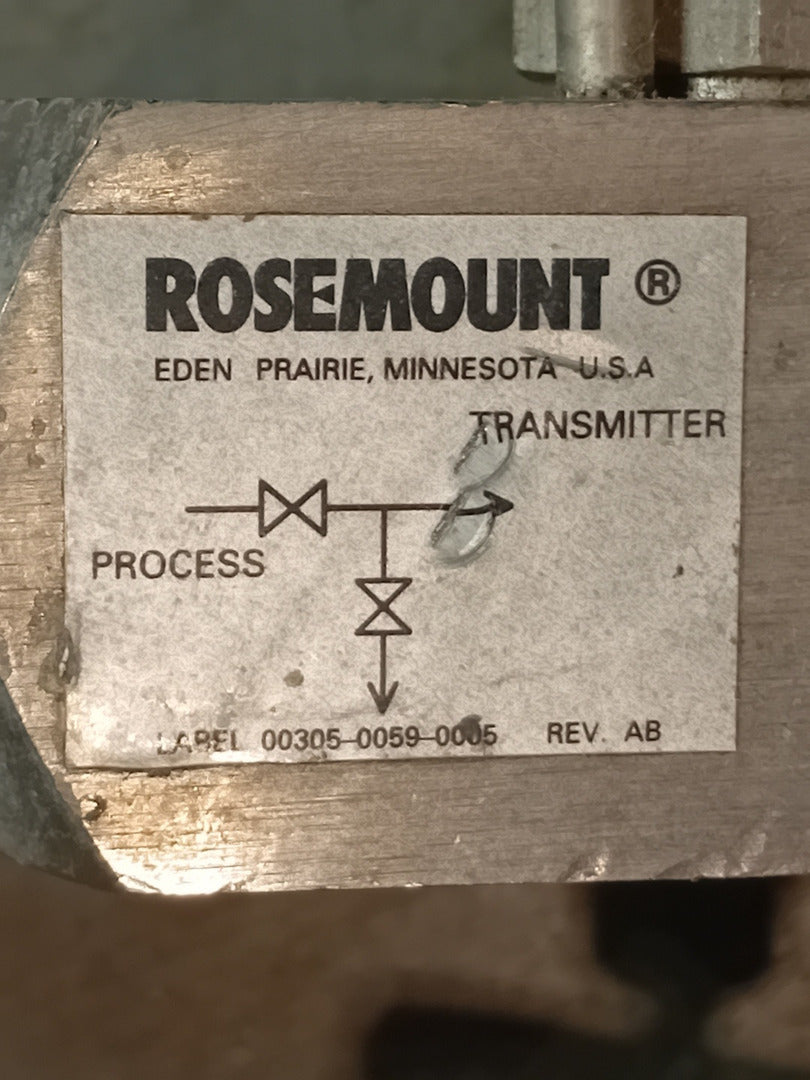 ROSEMOUNT ®
EDEN PRAIRIE, MINNESOTA U.S.A
TRANSMITTER
PROCESS
LABEL 00305-0059-0005 REV. AB